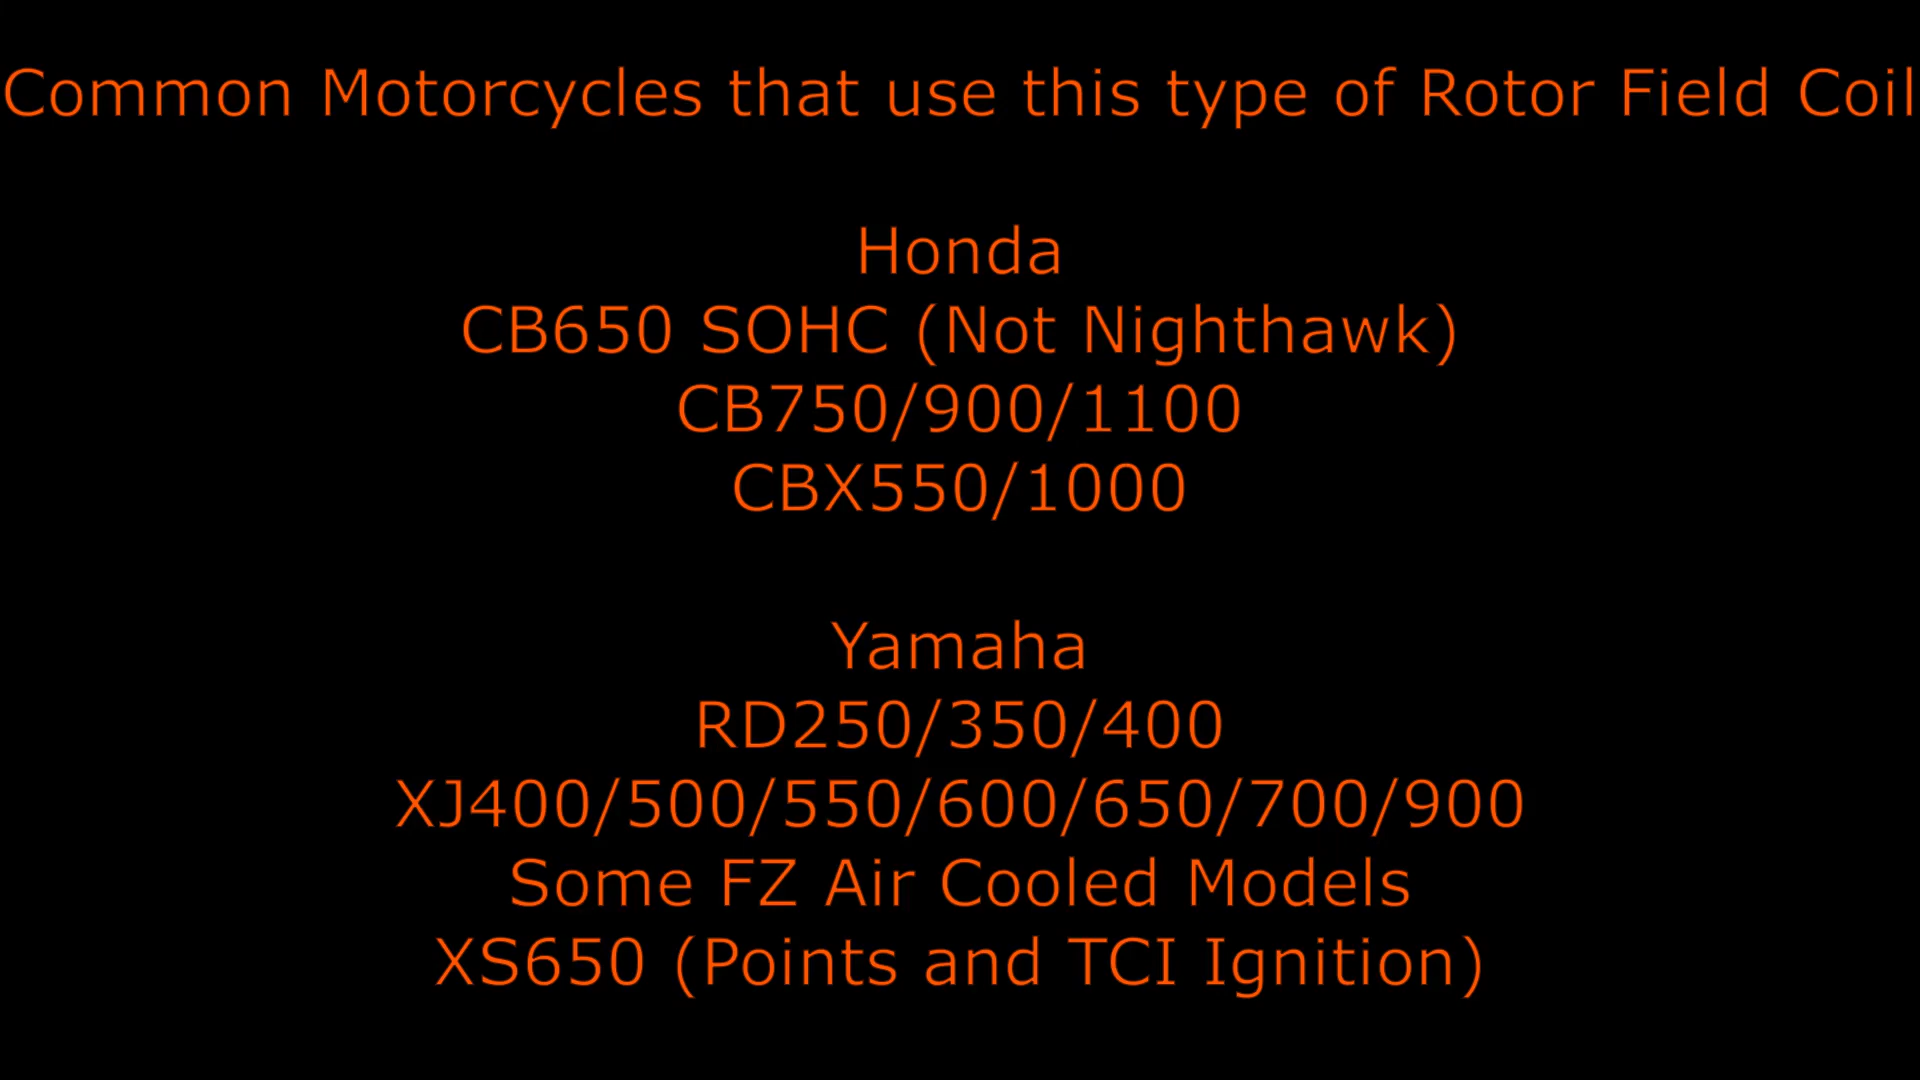 Common Motorcycles that use this type of Rotor Field Coil
Honda
CB650 SOHC (Not Nighthawk)
CB750/900/1100
CBX550/1000
Yamaha
RD250/350/400
XJ400/500/550/600/650/700/900
Some FZ Air Cooled Models
XS650 (Points and TCI Ignition)